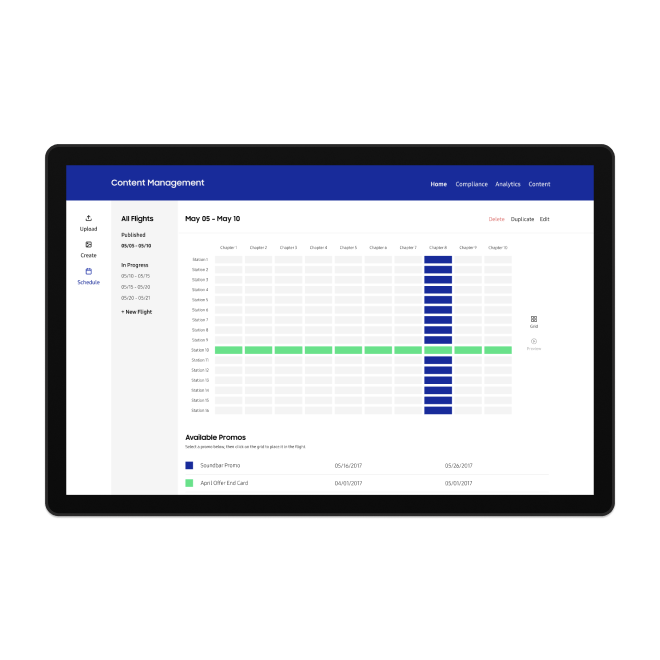 Content Management
Home Compliance Analytics Content
Upload
Create
Schedule
All Flights
Published
05/05 - 05/10
In Progress
05/10 - 05/15
05/15 - 05/20
05/20 - 05/21
+ New Flight
May 05 - May 10
Delete Duplicate Edit
Chapter 1 Chapter 2 Chapter 3 Chapter 4 Chapter 5 Chapter 6 Chapter 7 Chapter 8 Chapter 9 Chapter 10
Station 1
Station 2
Station 3
Station 4
Station 5
Station 6
Station 7
Station 8
Station 9
Station 10
Station 11
Station 12
Station 13
Station 14
Station 15
Station 16
Grid
Preview
Available Promos
Select a promo below, then click on the grid to place it in the flight.
Soundbar Promo 05/16/2017 05/26/2017
April Offer End Card 04/01/2017 05/01/2017